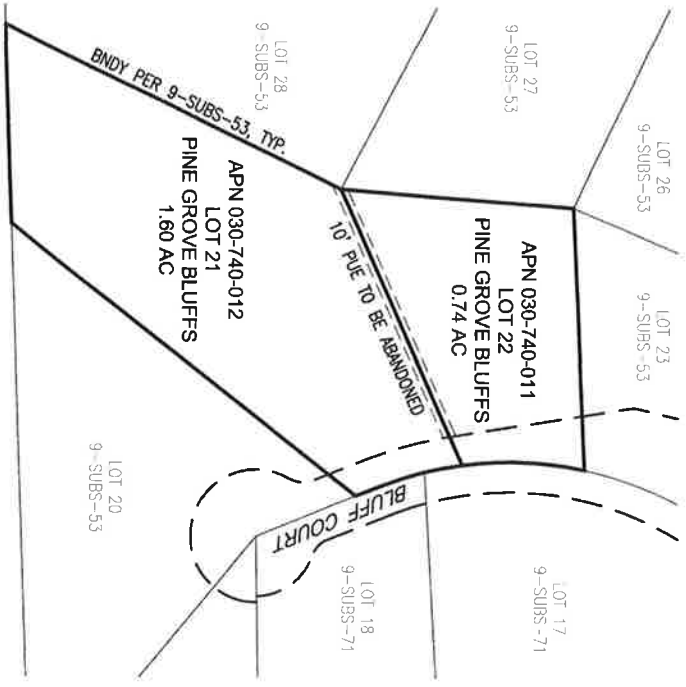 LOT 28
9-SUBS-53
LOT 27
9-SUBS-53
LOT 26
9-SUBS-53
LOT 23
9-SUBS-53
BNDY PER 9-SUBS-53, TYP.
APN 030-740-012
LOT 21
PINE GROVE BLUFFS
1.60 AC
10' PUE TO BE ABANDONED
APN 030-740-011
LOT 22
PINE GROVE BLUFFS
0.74 AC
LOT 20
9-SUBS-53
BLUFF COURT
LOT 18
9-SUBS-71
LOT 17
9-SUBS-71